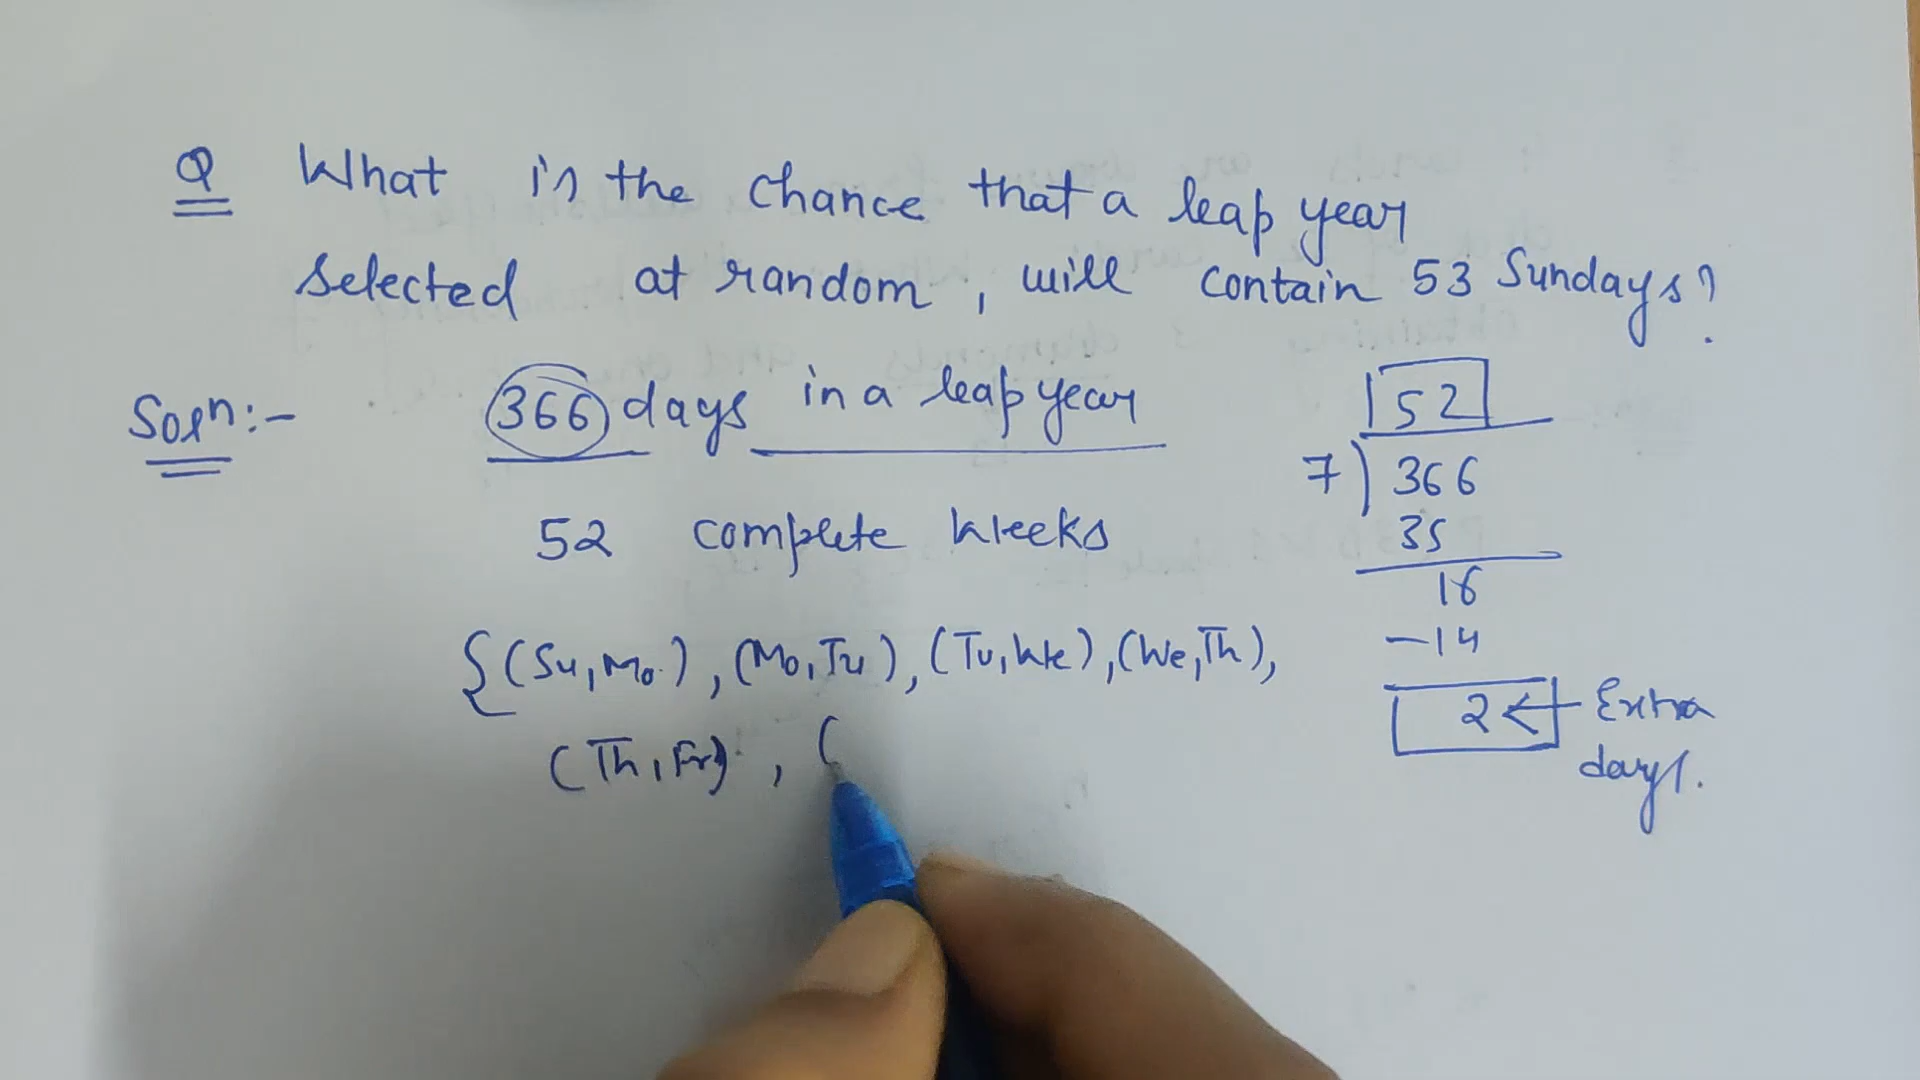 Q What is the chance that a leap year
selected at random, will contain 53 Sundays?
Soln:- 366 days in a leap year
52 complete weeks
{(Su,Mo), (Mo,Tu), (Tu,We), (We,Th),
(Th,Fr), (
52
7) 366
35
16
-14
2 ← Extra
days.